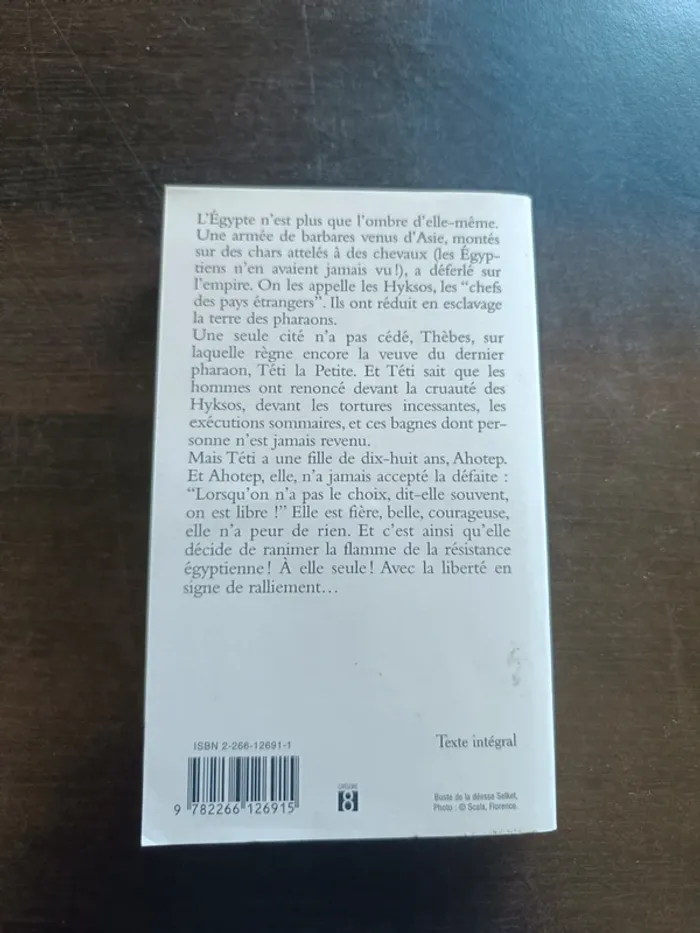 L'Égypte n'est plus que l'ombre d'elle-même.
Une armée de barbares venus d'Asie, montés
sur des chars attelés à des chevaux (les Égyp-
tiens n'en avaient jamais vu !), a déferlé sur
l'empire. On les appelle les Hyksos, les “chefs
des pays étrangers”. Ils ont réduit en esclavage
la terre des pharaons.
Une seule cité n'a pas cédé, Thèbes, sur
laquelle règne encore la veuve du dernier
pharaon, Téti la Petite. Et Téti sait que les
hommes ont renoncé devant la cruauté des
Hyksos, devant les tortures incessantes, les
exécutions sommaires, et ces bagnes dont per-
sonne n'est jamais revenu.
Mais Téti a une fille de dix-huit ans, Ahotep.
Et Ahotep, elle, n'a jamais accepté la défaite :
“Lorsqu'on n'a pas le choix, dit-elle souvent,
on est libre !” Elle est fière, belle, courageuse,
elle n'a peur de rien. Et c'est ainsi qu'elle
décide de ranimer la flamme de la résistance
égyptienne ! À elle seule ! Avec la liberté en
signe de ralliement…
Texte intégral
ISBN 2-266-12691-1
9 782266 126915
CATÉGORIE
8
Buste de la déesse Selket,
Photo : © Scala, Florence.